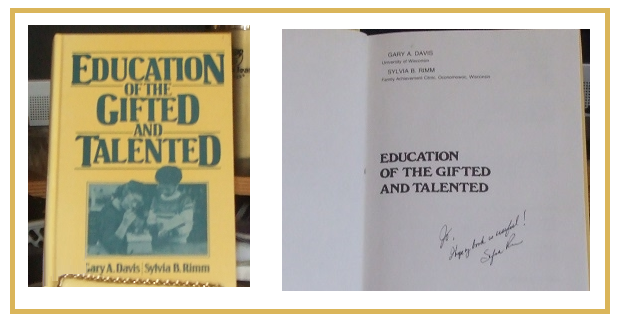 EDUCATION
OF THE
GIFTED
AND
TALENTED
Gary A. Davis Sylvia B. Rimm
GARY A. DAVIS
University of Wisconsin
SYLVIA B. RIMM
Family Achievement Clinic, Oconomowoc, Wisconsin
EDUCATION
OF THE GIFTED
AND TALENTED
Hope my book is useful!
Sylvia Rimm